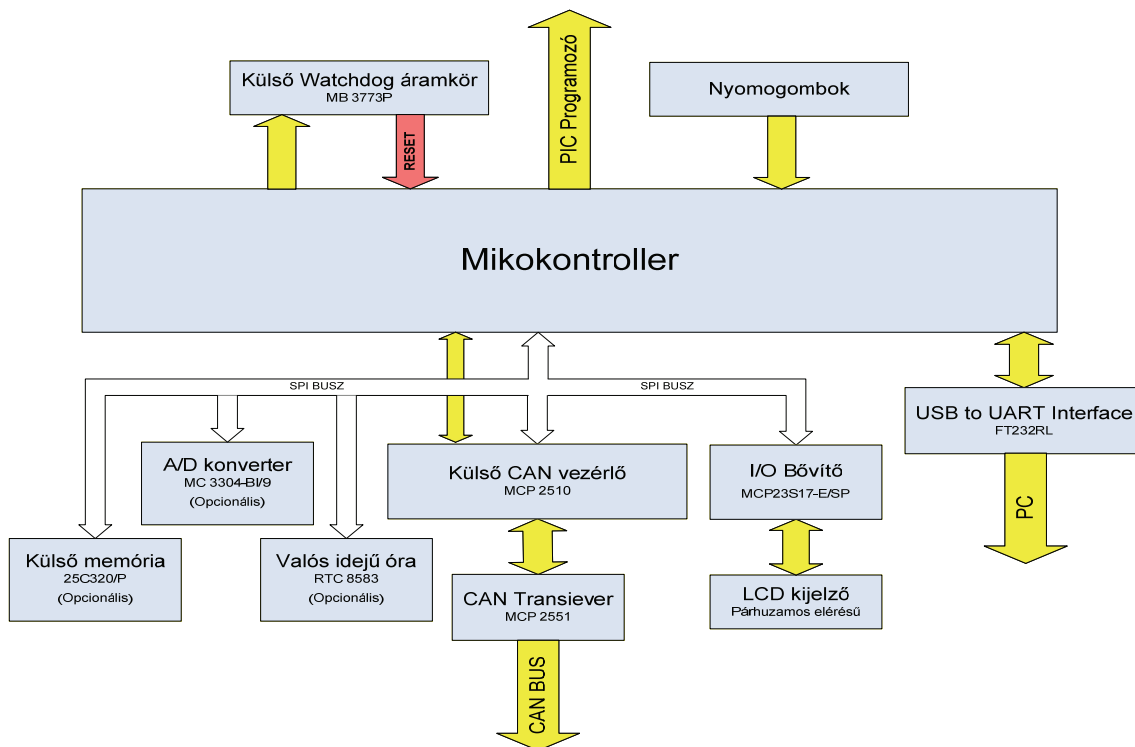 Külső Watchdog áramkör
MB 3773P
RESET
PIC Programozó
Nyomogombok
Mikokontroller
SPI BUSZ
SPI BUSZ
USB to UART Interface
FT232RL
PC
A/D konverter
MC 3304-BI/9
(Opcionális)
Külső CAN vezérlő
MCP 2510
I/O Bővítő
MCP23S17-E/SP
Külső memória
25C320/P
(Opcionális)
Valós idejű óra
RTC 8583
(Opcionális)
CAN Transiever
MCP 2551
LCD kijelző
Párhuzamos elérésű
CAN BUS